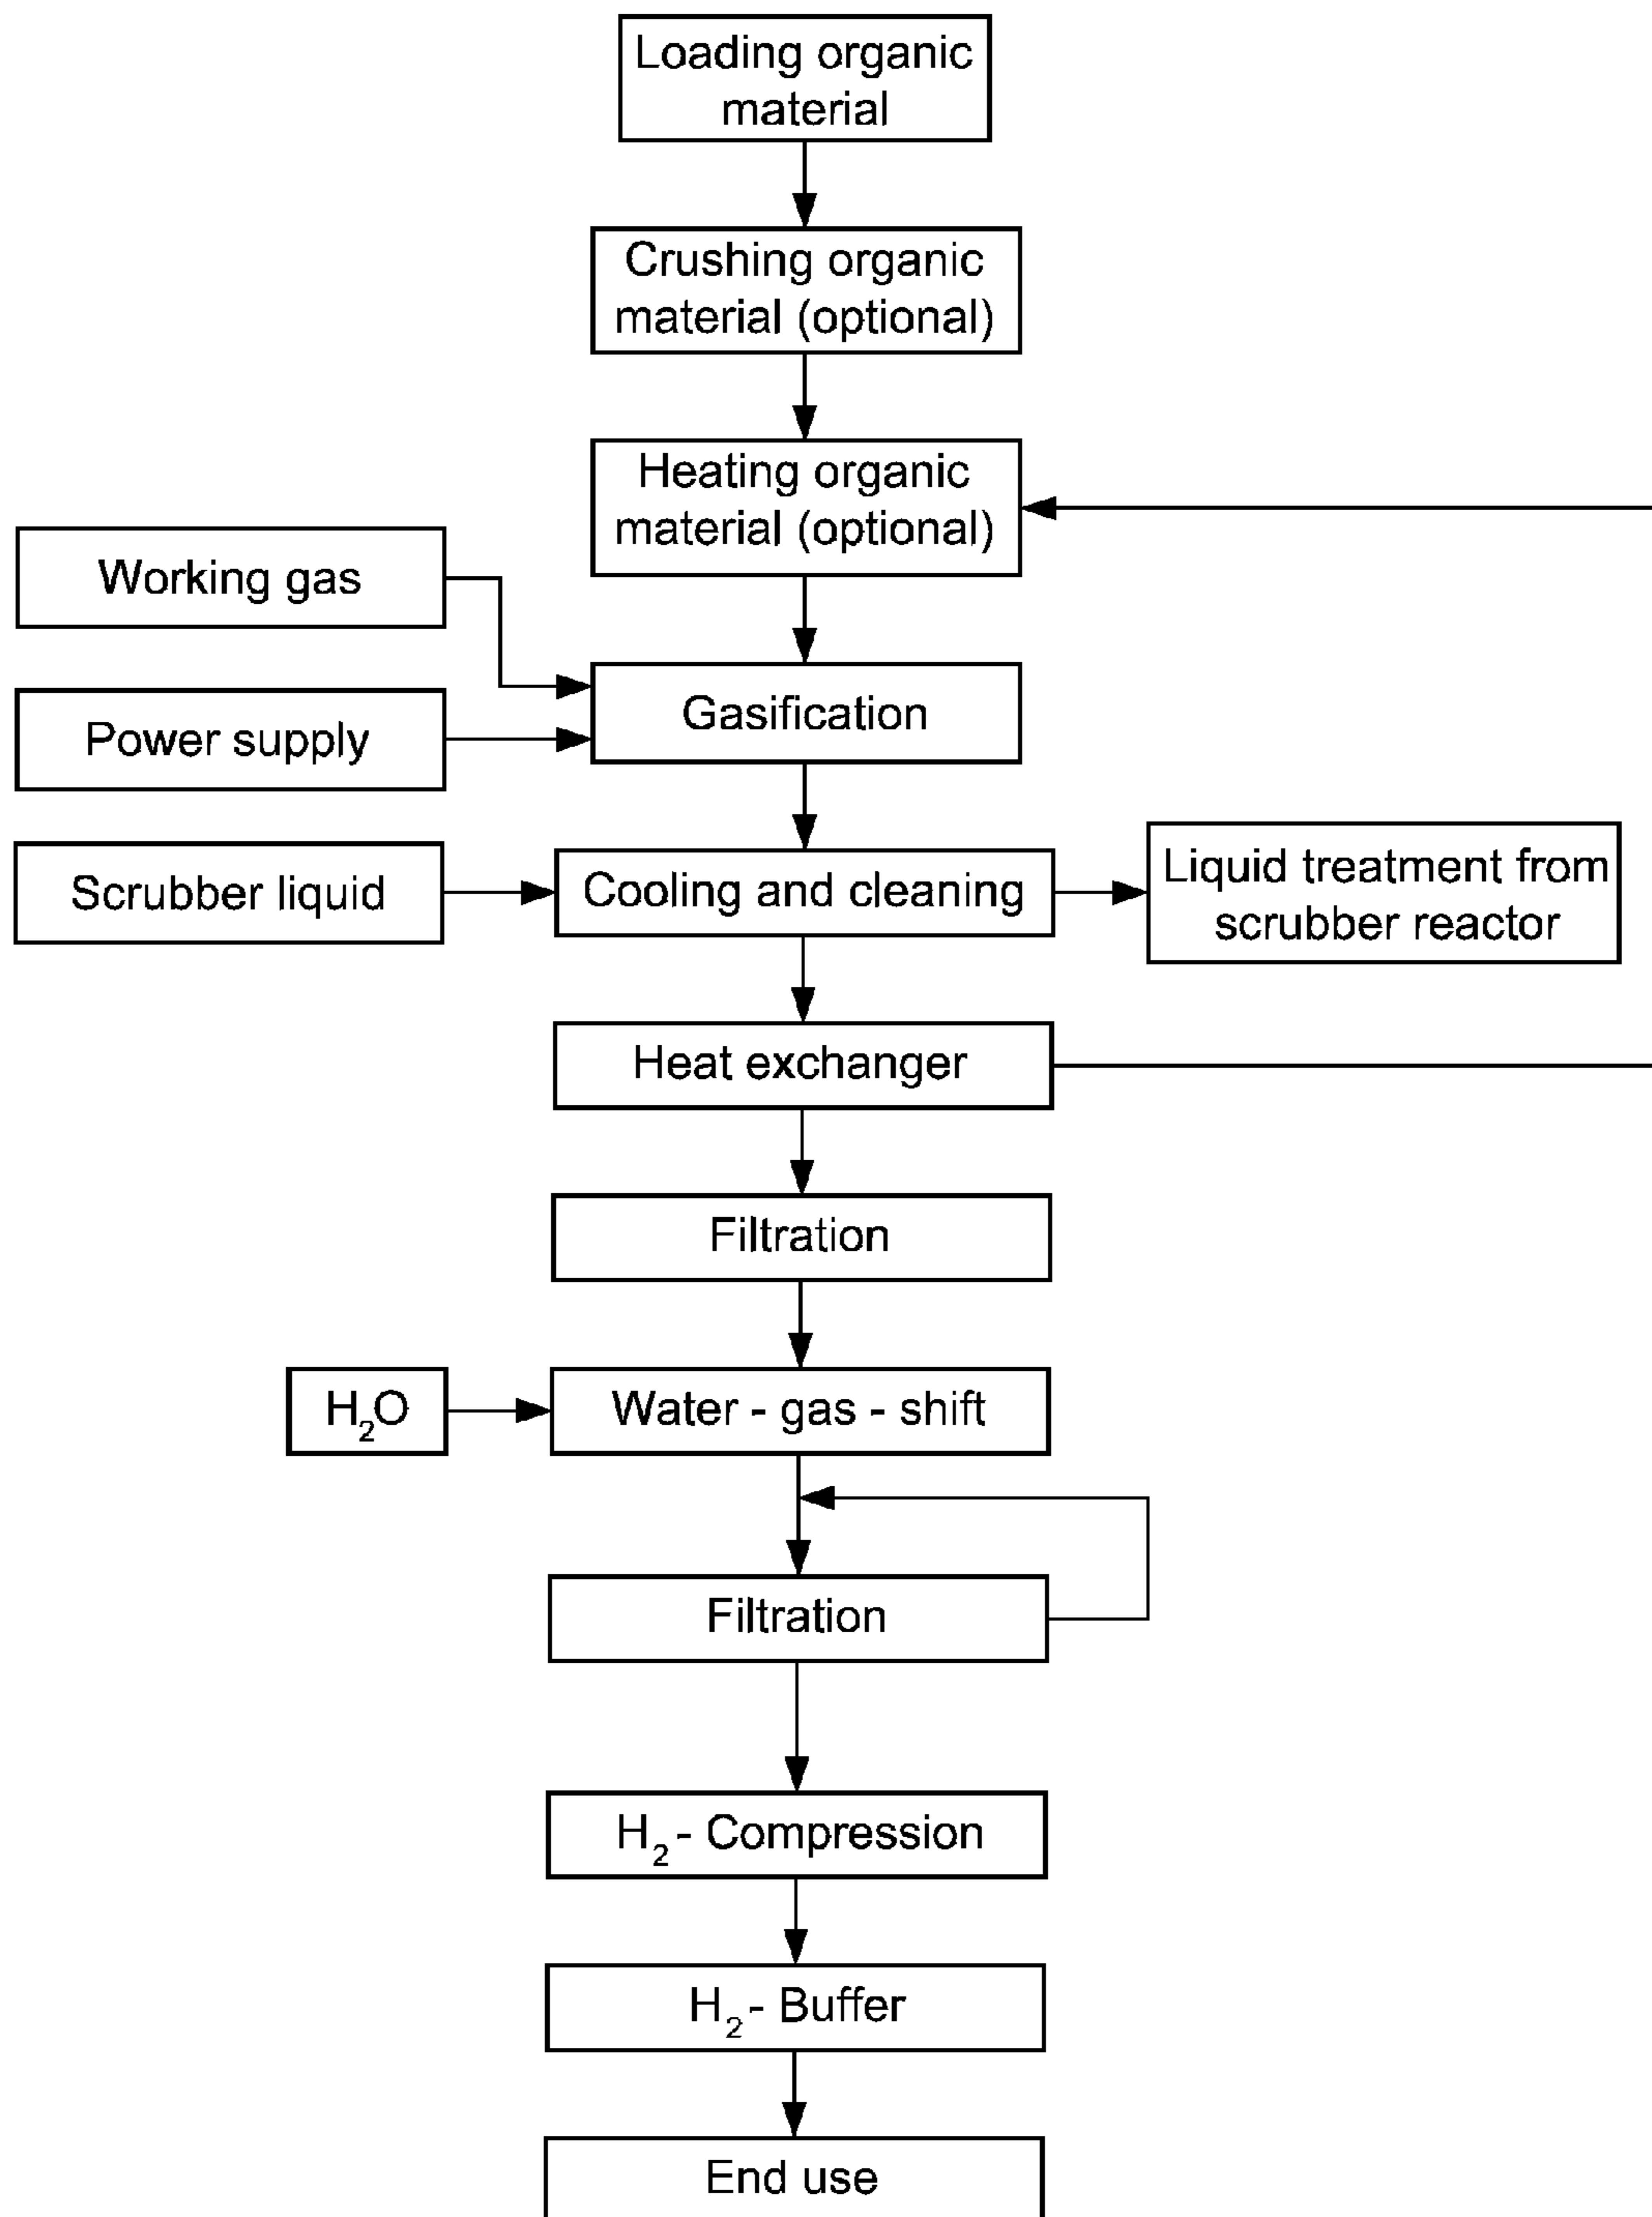 Loading organic
material
Crushing organic
material (optional)
Heating organic
material (optional)
Working gas
Gasification
Power supply
Scrubber liquid
Cooling and cleaning
Liquid treatment from
scrubber reactor
Heat exchanger
Filtration
H₂O
Water - gas - shift
Filtration
H₂ - Compression
H₂ - Buffer
End use